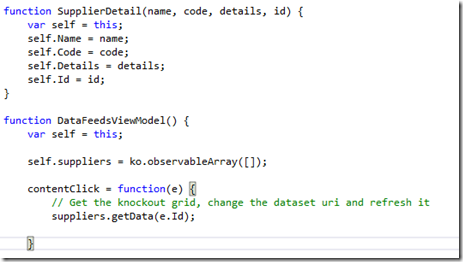 function SupplierDetail(name, code, details, id) {
    var self = this;
    self.Name = name;
    self.Code = code;
    self.Details = details;
    self.Id = id;
}
function DataFeedsViewModel() {
    var self = this;
    self.suppliers = ko.observableArray([]);
    contentClick = function(e) {
        // Get the knockout grid, change the dataset uri and refresh it
        suppliers.getData(e.Id);
    }